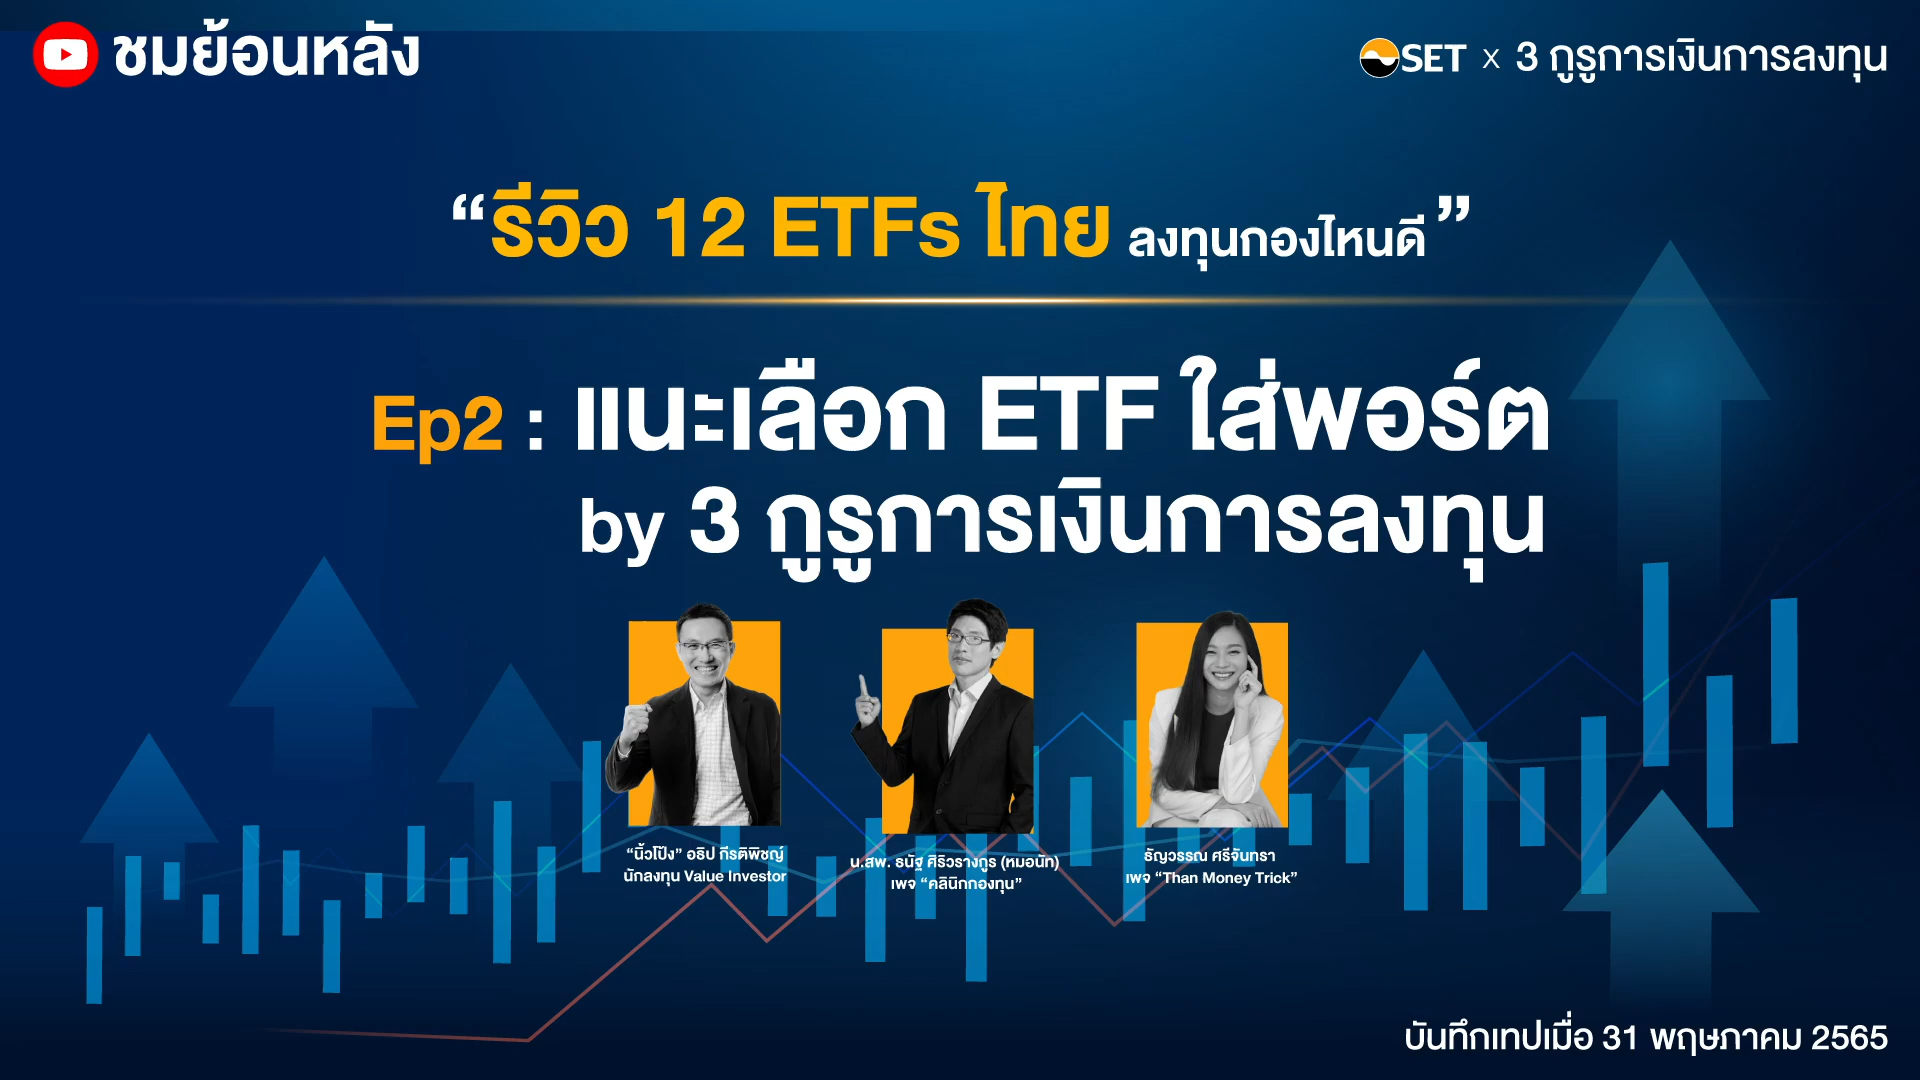 ชมย้อนหลัง
SET x 3 กูรูการเงินการลงทุน
“รีวิว 12 ETFs ไทย ลงทุนกองไหนดี”
Ep2 : แนะเลือก ETF ใส่พอร์ต
by 3 กูรูการเงินการลงทุน
“นิ้วโป้ง” อธิป กีรติพิชญ์
นักลงทุน Value Investor
น.สพ. ธนัฐ ศิริวรางกูร (หมอนัท)
เพจ “คลินิกกองทุน”
ธัญวรรณ ศรีจันทรา
เพจ “Than Money Trick”
บันทึกเทปเมื่อ 31 พฤษภาคม 2565